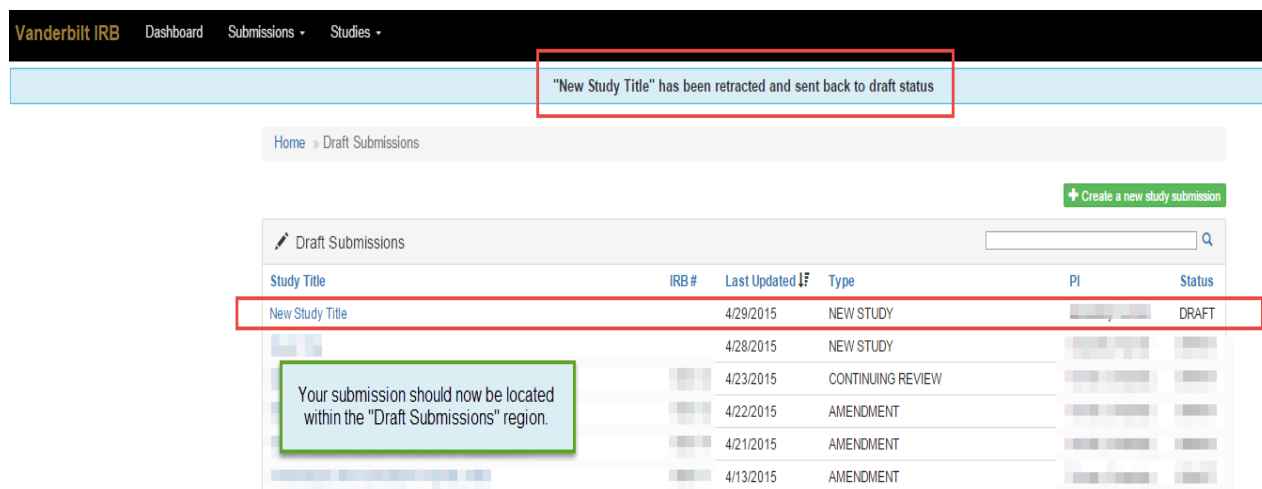 Vanderbilt IRB Dashboard Submissions Studies
"New Study Title" has been retracted and sent back to draft status
Home » Draft Submissions
+ Create a new study submission
Draft Submissions
Study Title IRB # Last Updated Type PI Status
New Study Title 4/29/2015 NEW STUDY DRAFT
4/28/2015 NEW STUDY
4/23/2015 CONTINUING REVIEW
4/22/2015 AMENDMENT
4/21/2015 AMENDMENT
4/13/2015 AMENDMENT
Your submission should now be located
within the "Draft Submissions" region.